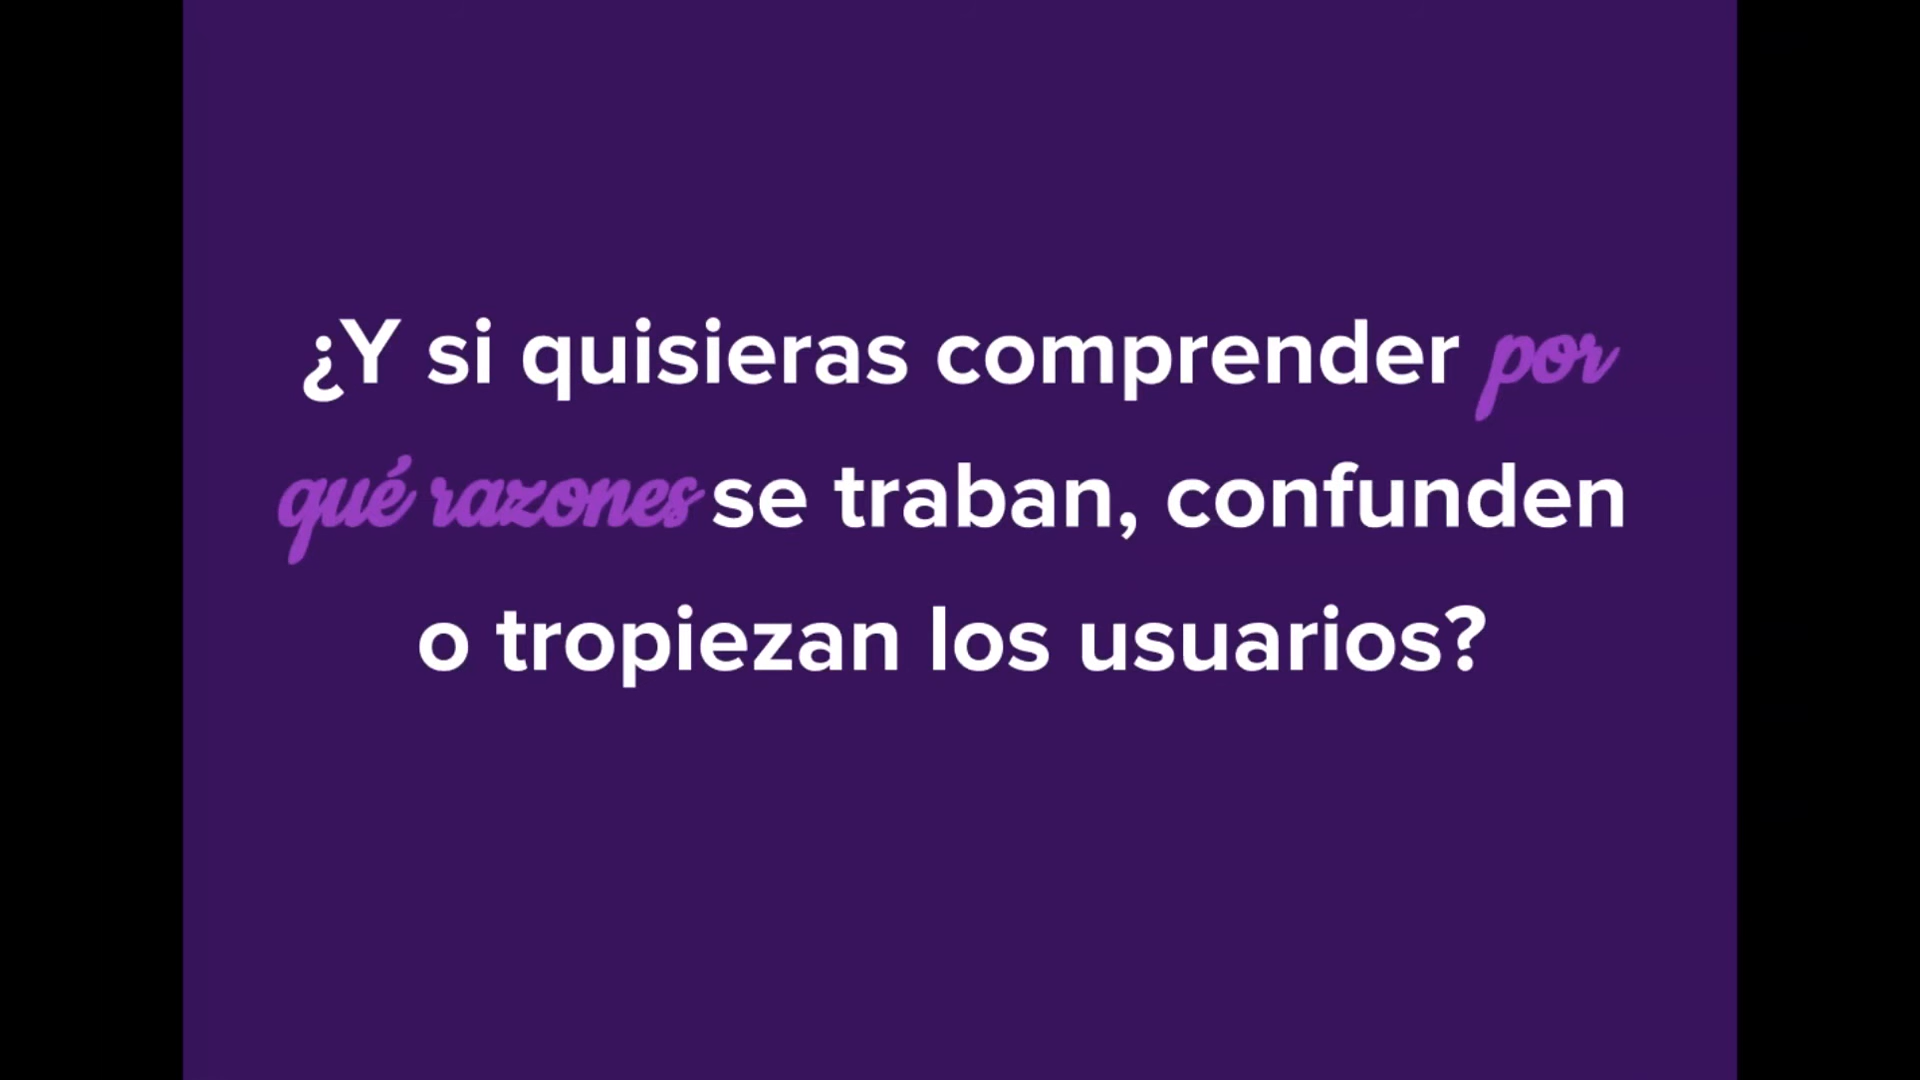 ¿Y si quisieras comprender por
qué razones se traban, confunden
o tropiezan los usuarios?